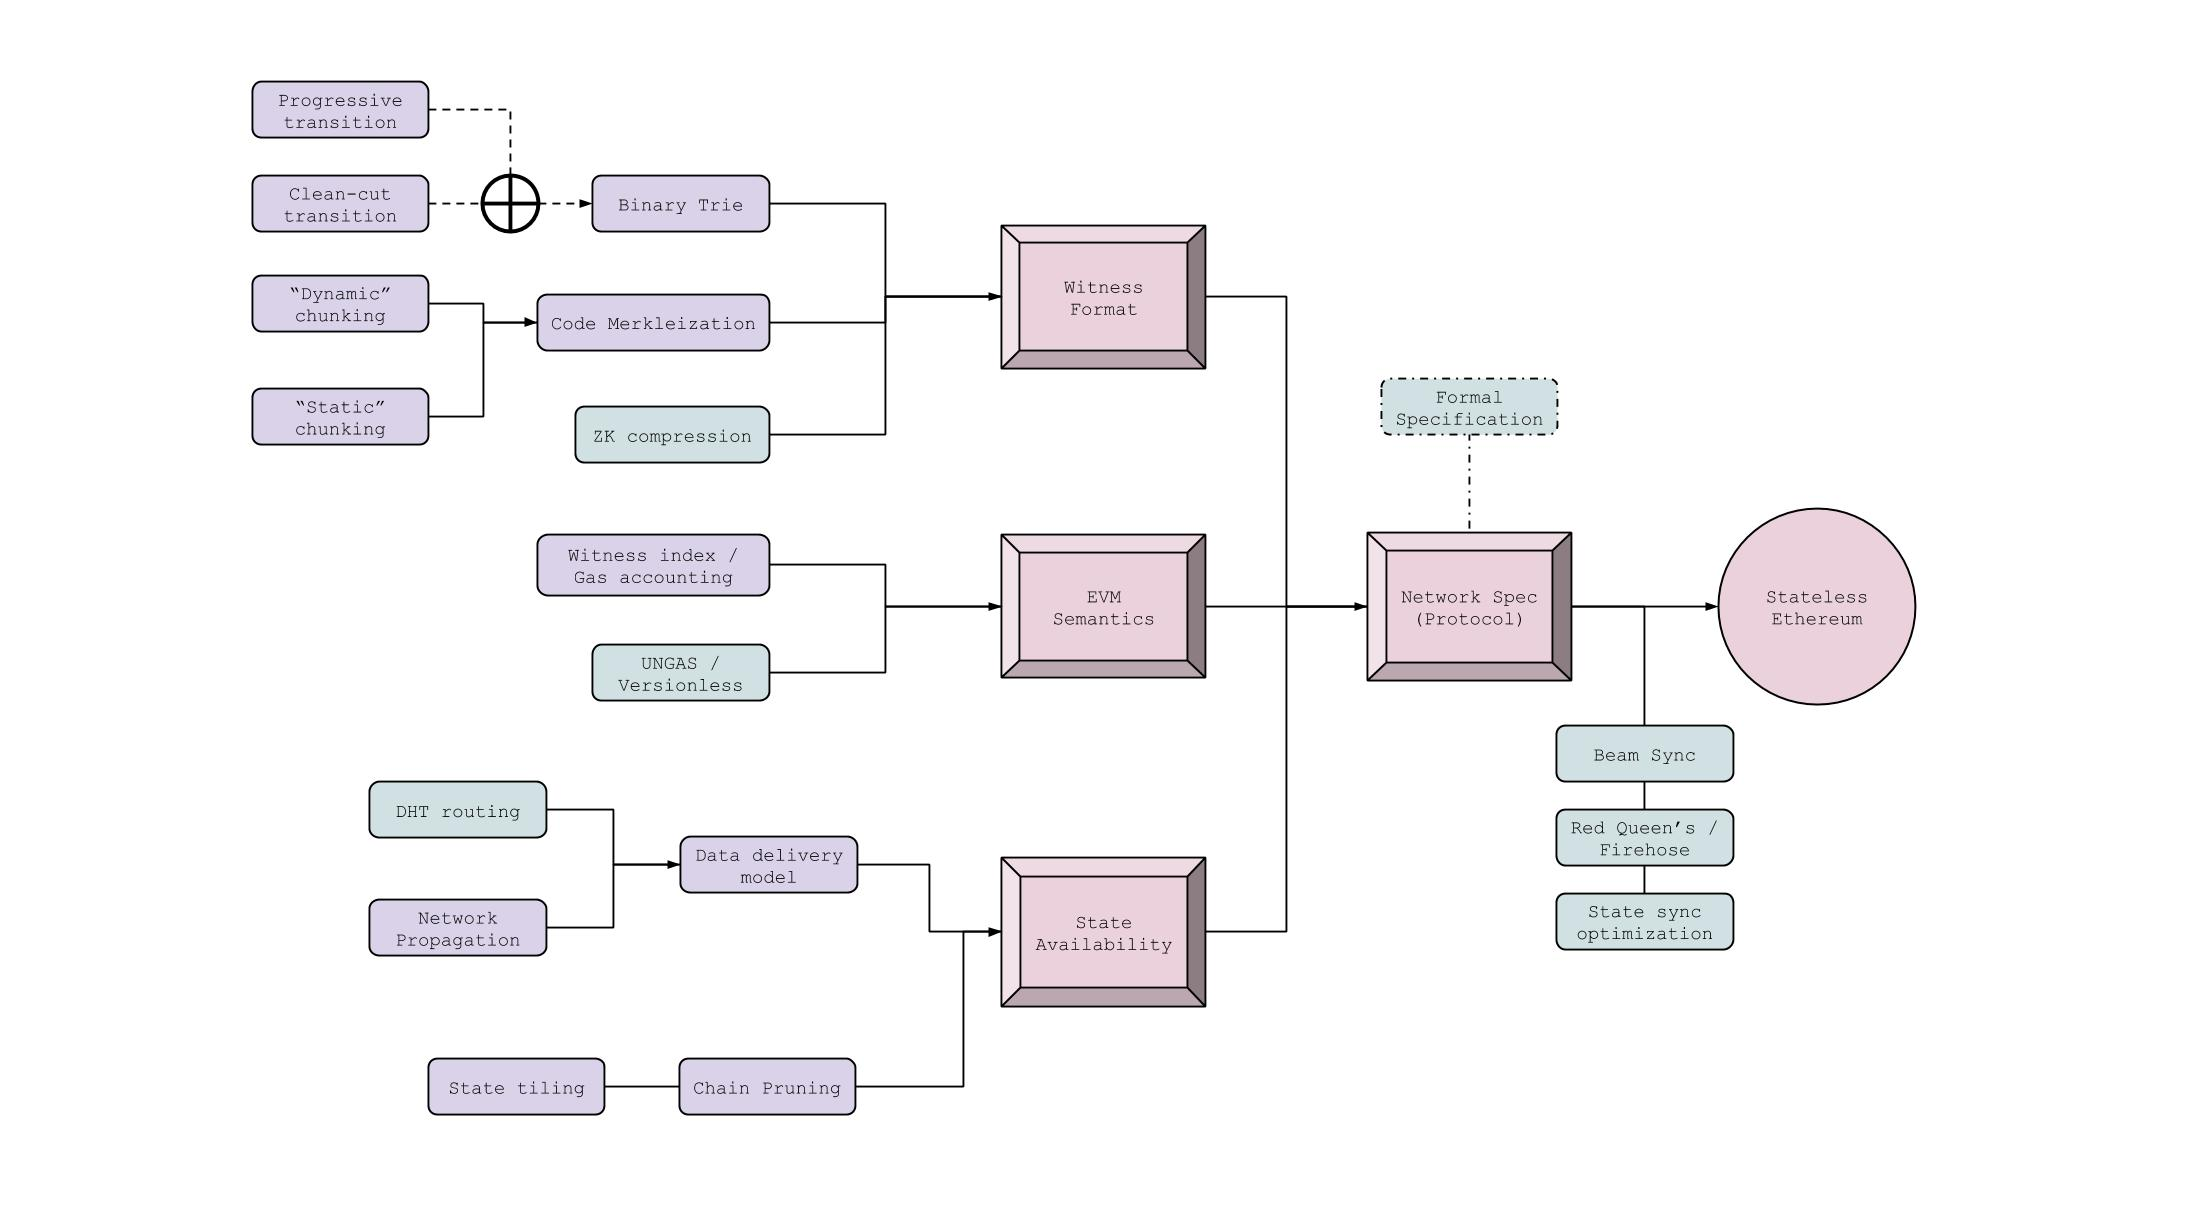 Progressive
transition
Clean-cut
transition
Binary Trie
“Dynamic”
chunking
Code Merkleization
“Static”
chunking
ZK compression
Witness
Format
Formal
Specification
Witness index /
Gas accounting
UNGAS /
Versionless
EVM
Semantics
Network Spec
(Protocol)
Stateless
Ethereum
Beam Sync
Red Queen’s /
Firehose
State sync
optimization
DHT routing
Network
Propagation
Data delivery
model
State
Availability
State tiling
Chain Pruning